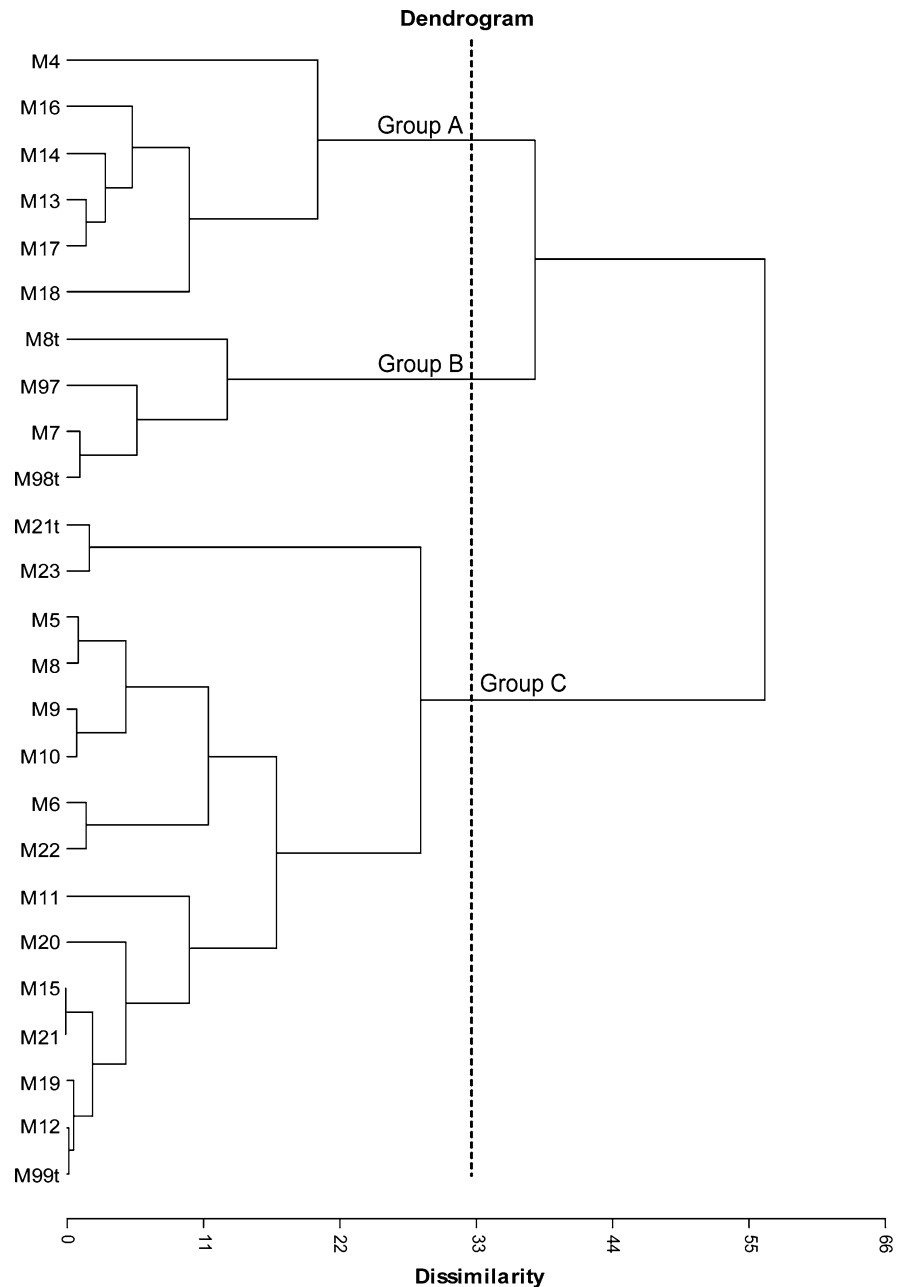 Dendrogram
M4
M16
Group A
M14
M13
M17
M18
M8t
Group B
M97
M7
M98t
M21t
M23
M5
M8
Group C
M9
M10
M6
M22
M11
M20
M15
M21
M19
M12
M99t
0 11 22 33 44 55 66
Dissimilarity